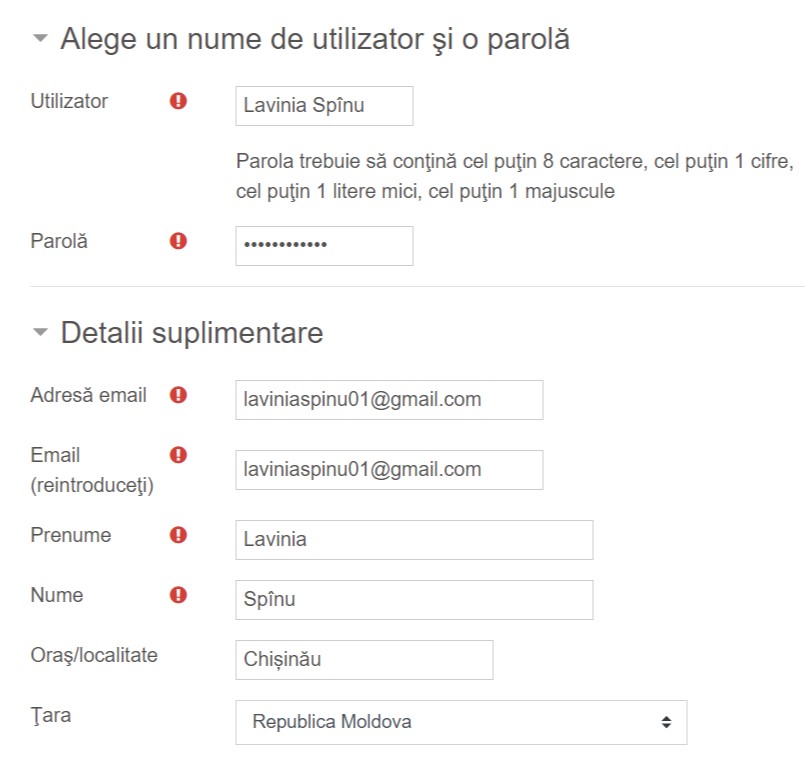 Alege un nume de utilizator şi o parolă
Utilizator
Lavinia Spînu
Parola trebuie să conţină cel puţin 8 caractere, cel puţin 1 cifre,
cel puţin 1 litere mici, cel puţin 1 majuscule
Parolă
••••••••••••
Detalii suplimentare
Adresă email
laviniaspinu01@gmail.com
Email
(reintroduceţi)
laviniaspinu01@gmail.com
Prenume
Lavinia
Nume
Spînu
Oraş/localitate
Chișinău
Ţara
Republica Moldova